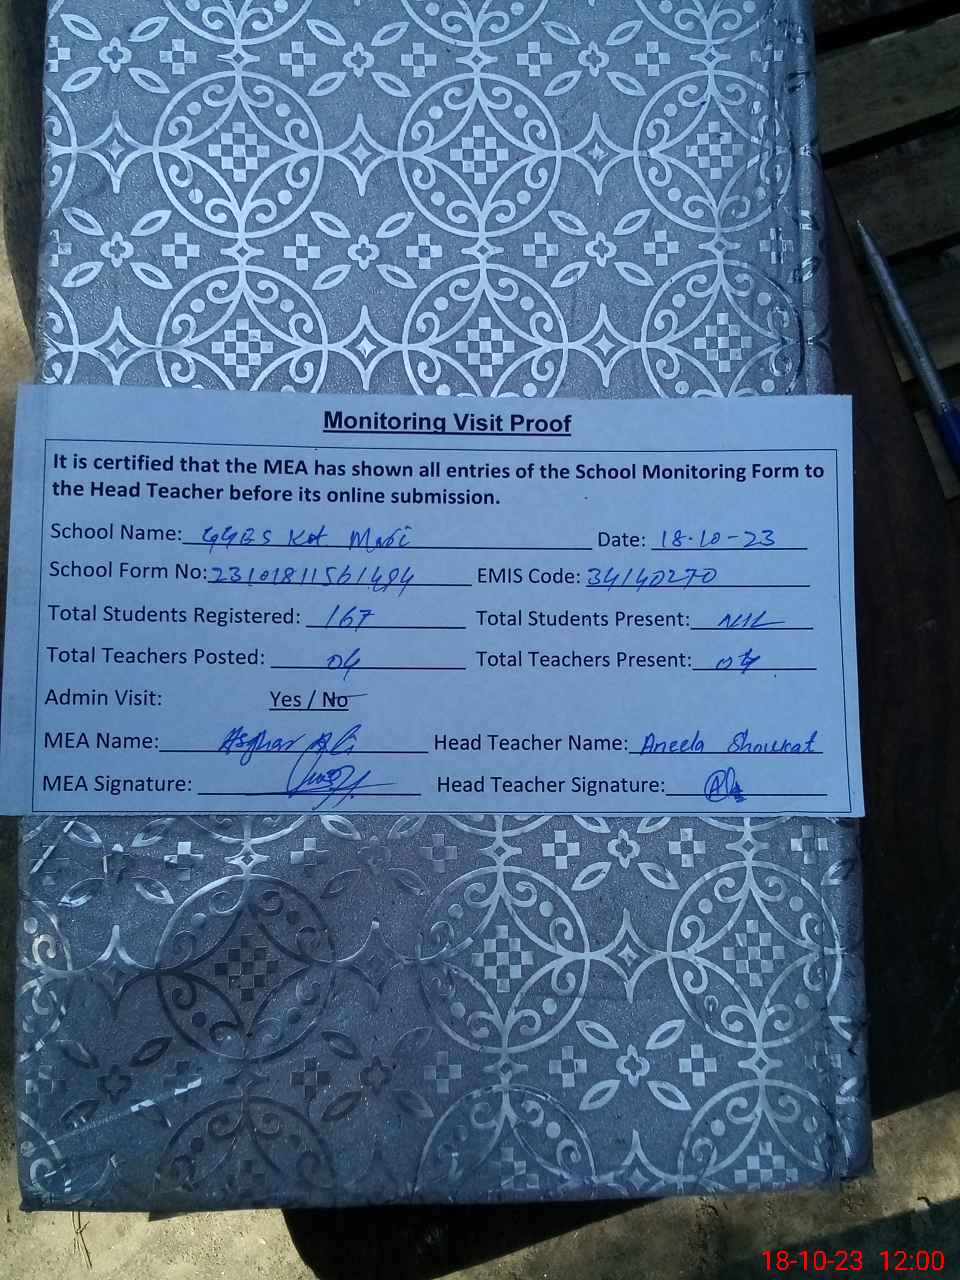 Monitoring Visit Proof
It is certified that the MEA has shown all entries of the School Monitoring Form to
the Head Teacher before its online submission.
School Name: GGES Kot Date: 18-10-23
School Form No: EMIS Code: 34140270
Total Students Registered: 167 Total Students Present: NIL
Total Teachers Posted: 04 Total Teachers Present: 04
Admin Visit: Yes / No
MEA Name: Asghar Ali Head Teacher Name: Aneela Shoukat
MEA Signature: Head Teacher Signature:
18-10-23 12:00